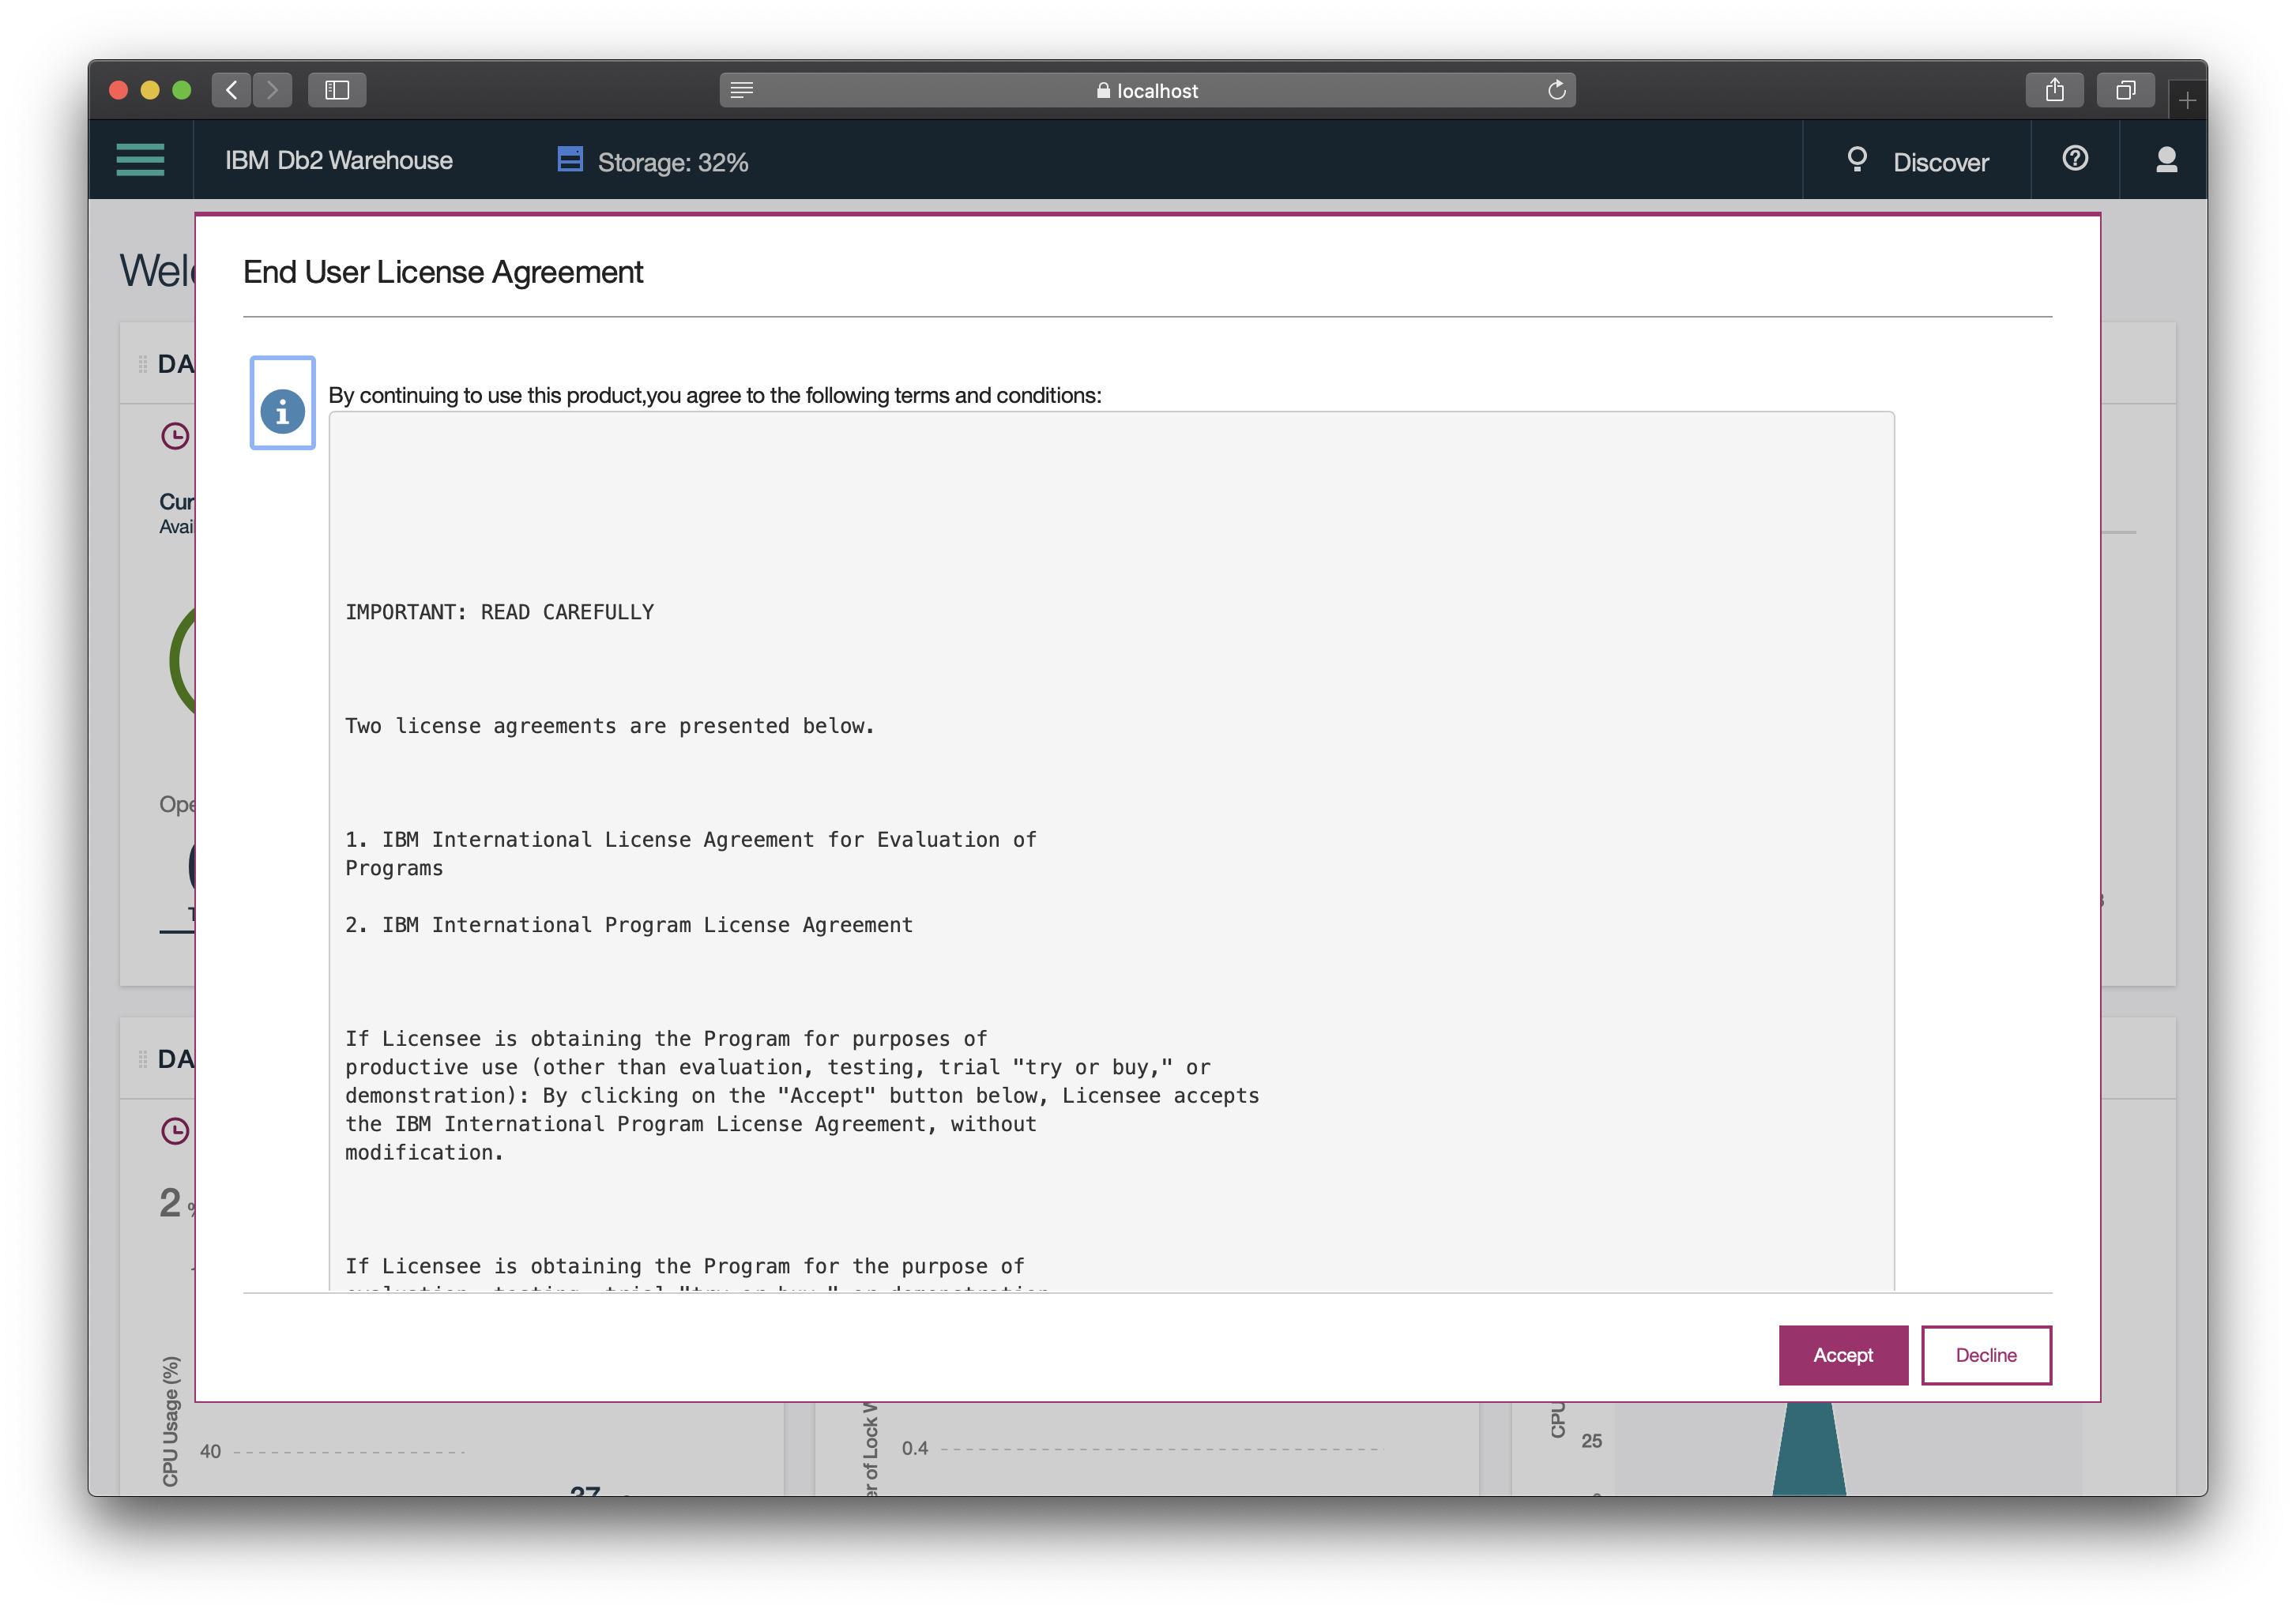 localhost
IBM Db2 Warehouse
Storage: 32%
Discover
End User License Agreement
By continuing to use this product,you agree to the following terms and conditions:
IMPORTANT: READ CAREFULLY
Two license agreements are presented below.
1. IBM International License Agreement for Evaluation of
Programs
2. IBM International Program License Agreement
If Licensee is obtaining the Program for purposes of
productive use (other than evaluation, testing, trial "try or buy," or
demonstration): By clicking on the "Accept" button below, Licensee accepts
the IBM International Program License Agreement, without
modification.
If Licensee is obtaining the Program for the purpose of
Accept
Decline
Wel
DA
Cur
Avai
Ope
DA
2
CPU Usage (%)
40
37
er of Lock
0.4
CPU
25